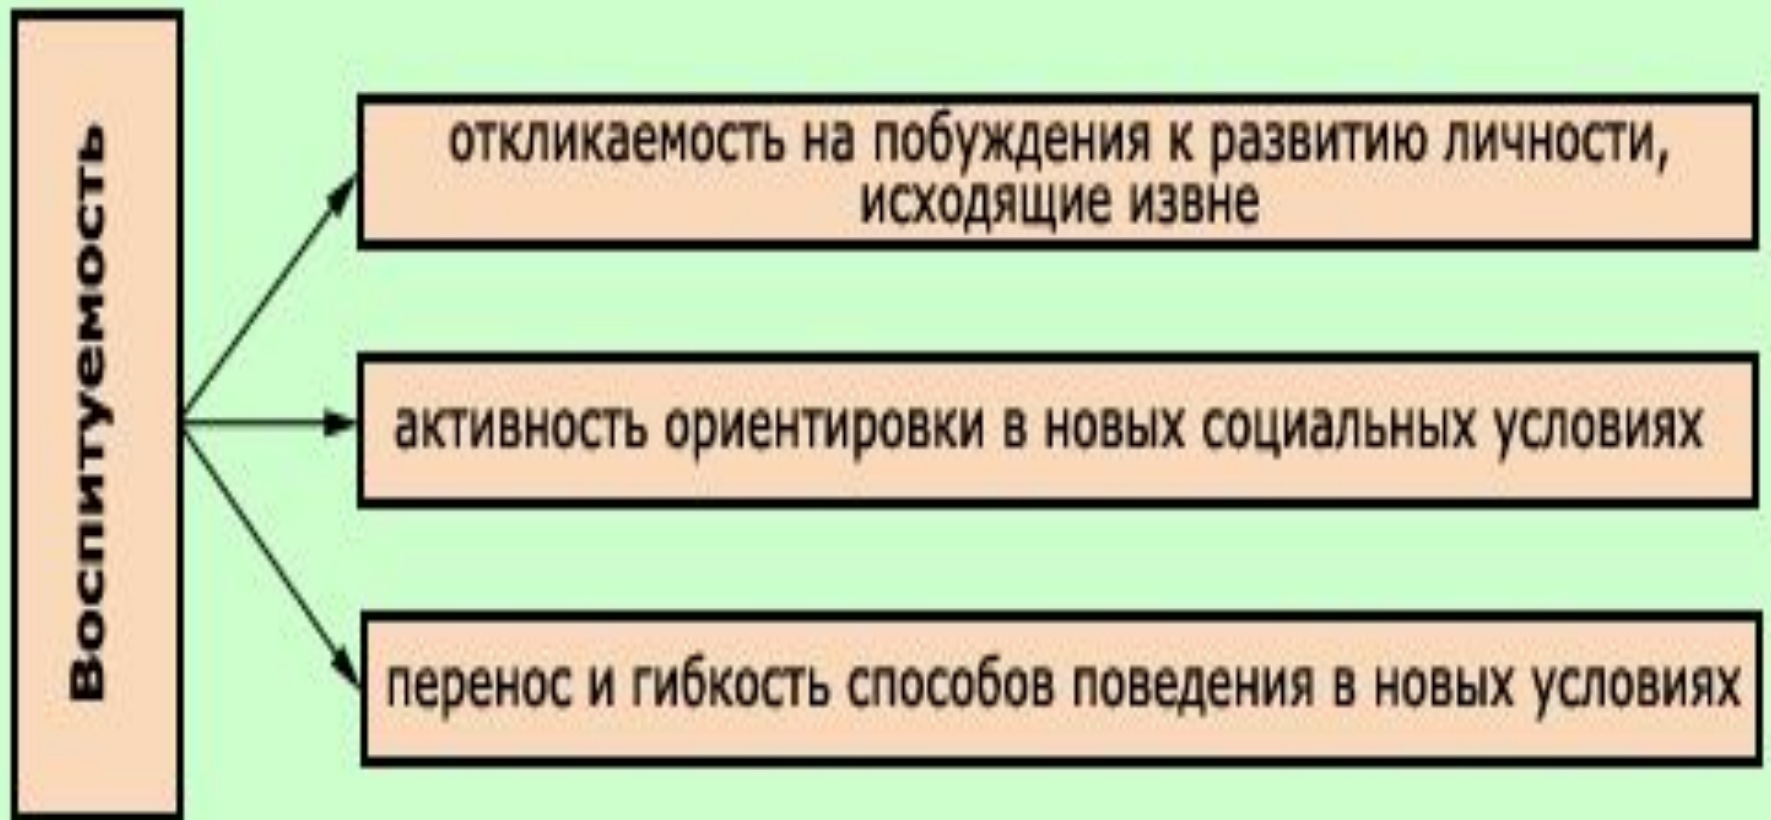 Воспитуемость
откликаемость на побуждения к развитию личности,
исходящие извне
активность ориентировки в новых социальных условиях
перенос и гибкость способов поведения в новых условиях